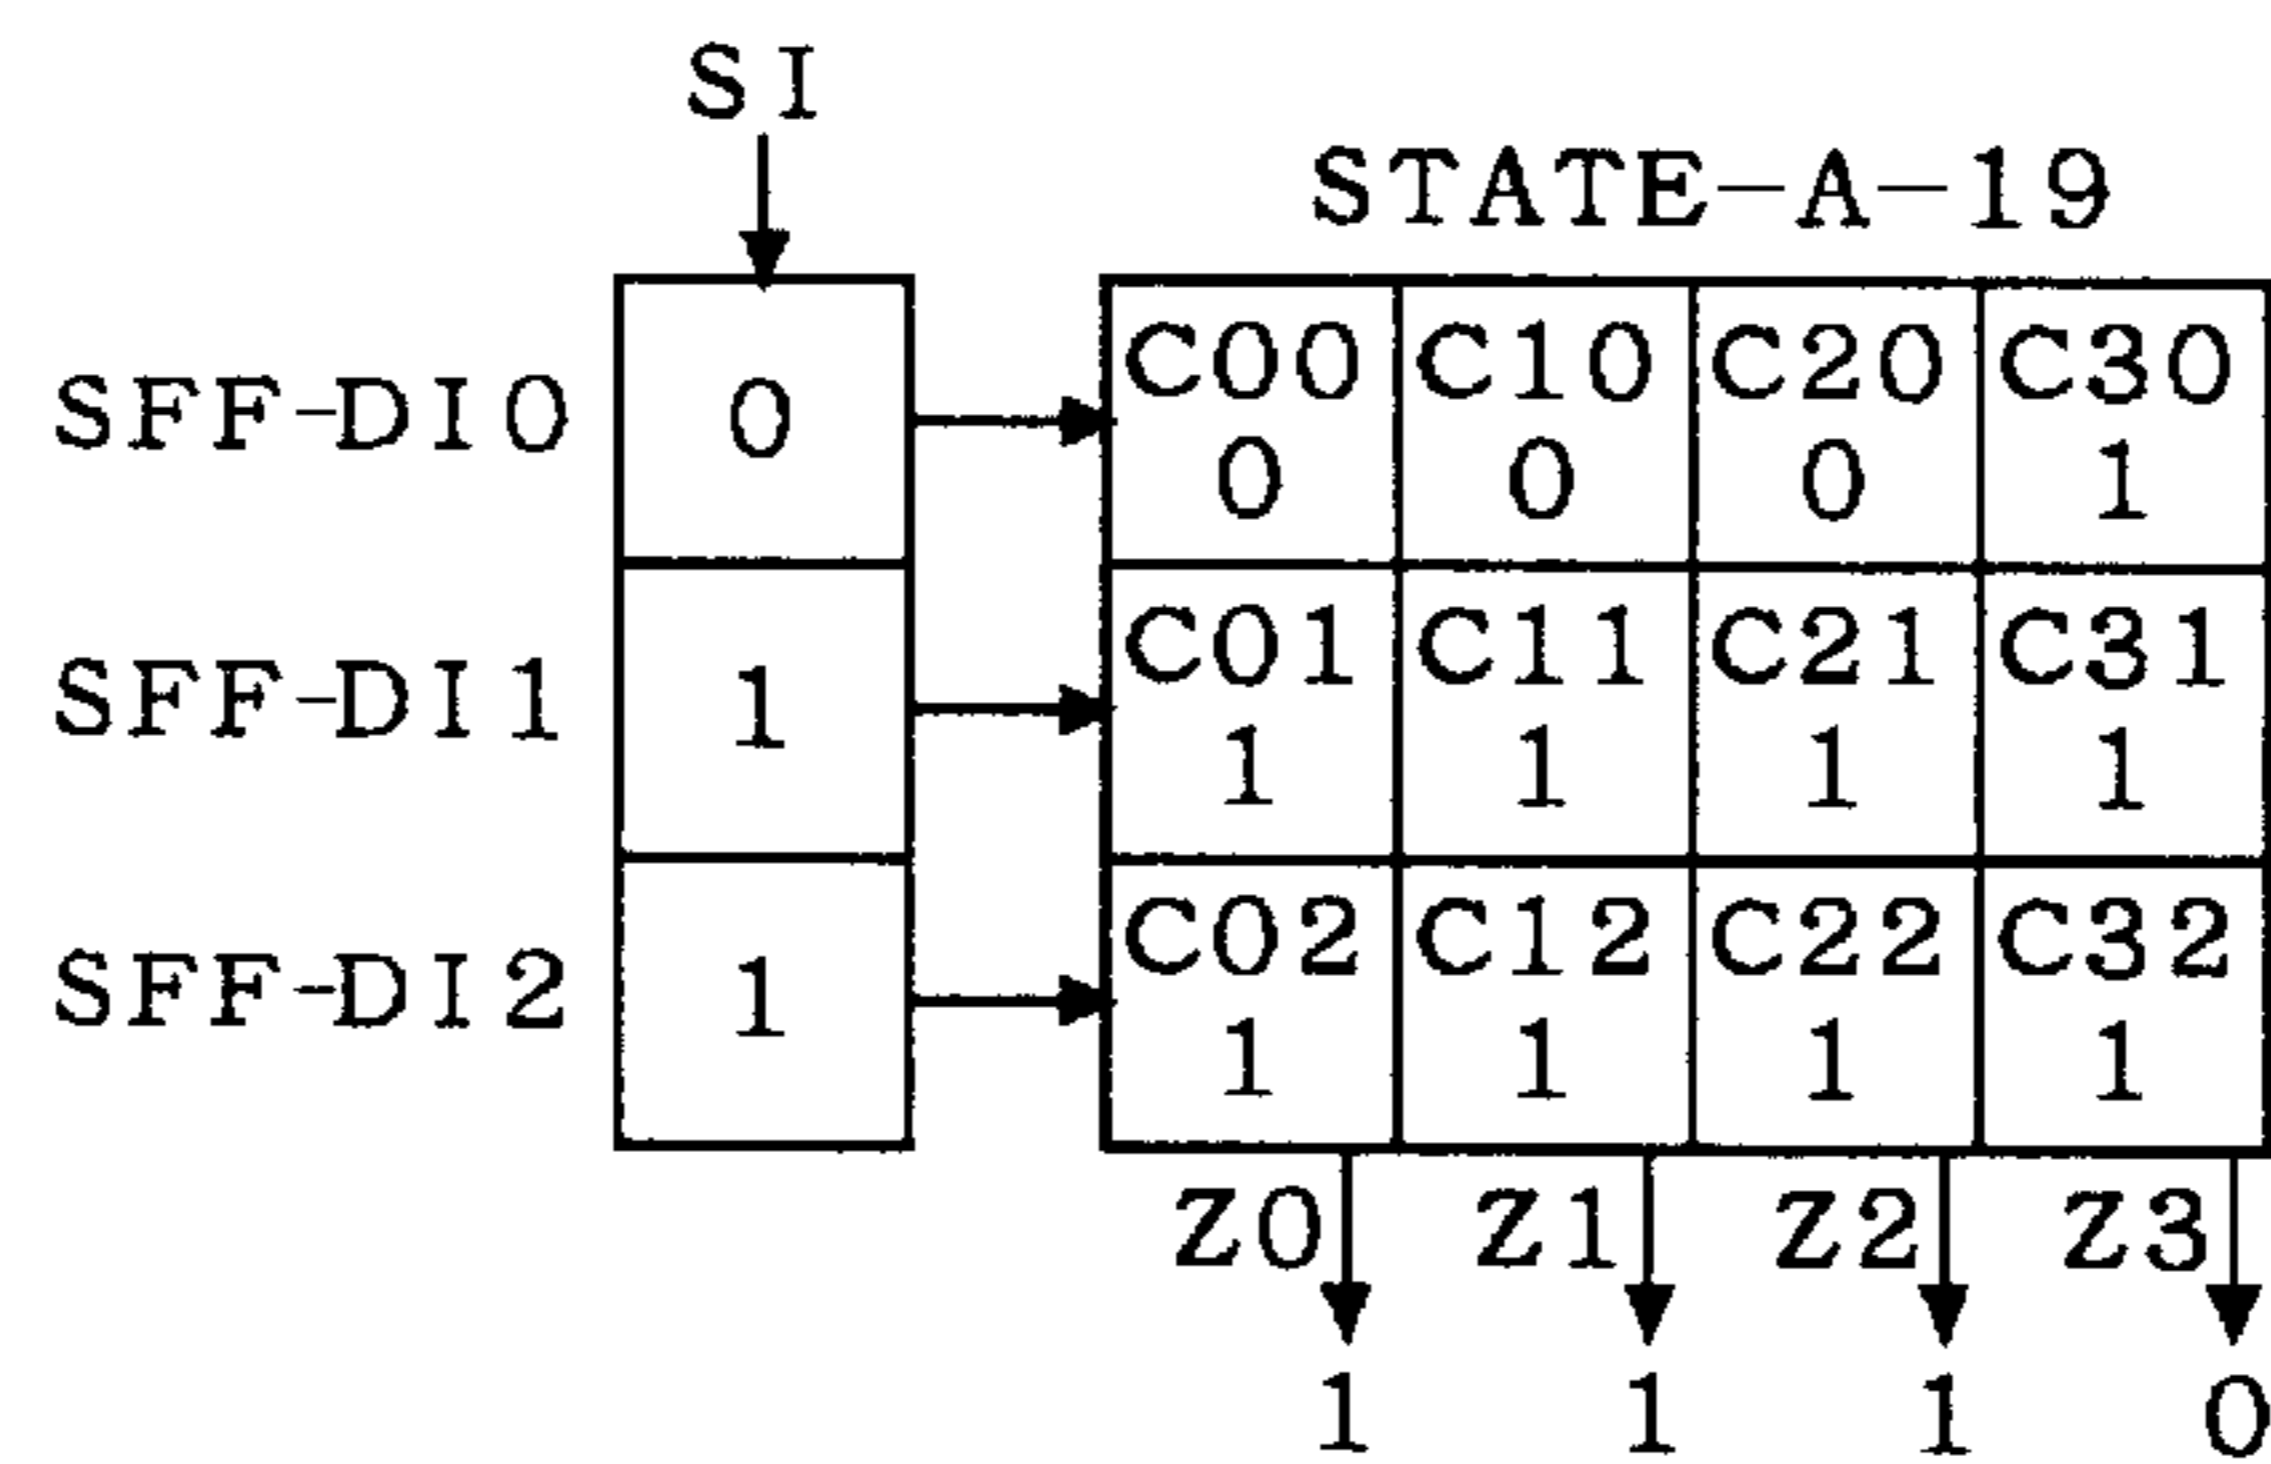 SI
STATE-A-19
SFF-DI0 0 C00 C10 C20 C30
0 0 0 1
SFF-DI1 1 C01 C11 C21 C31
1 1 1 1
SFF-DI2 1 C02 C12 C22 C32
1 1 1 1
Z0 Z1 Z2 Z3
1 1 1 0